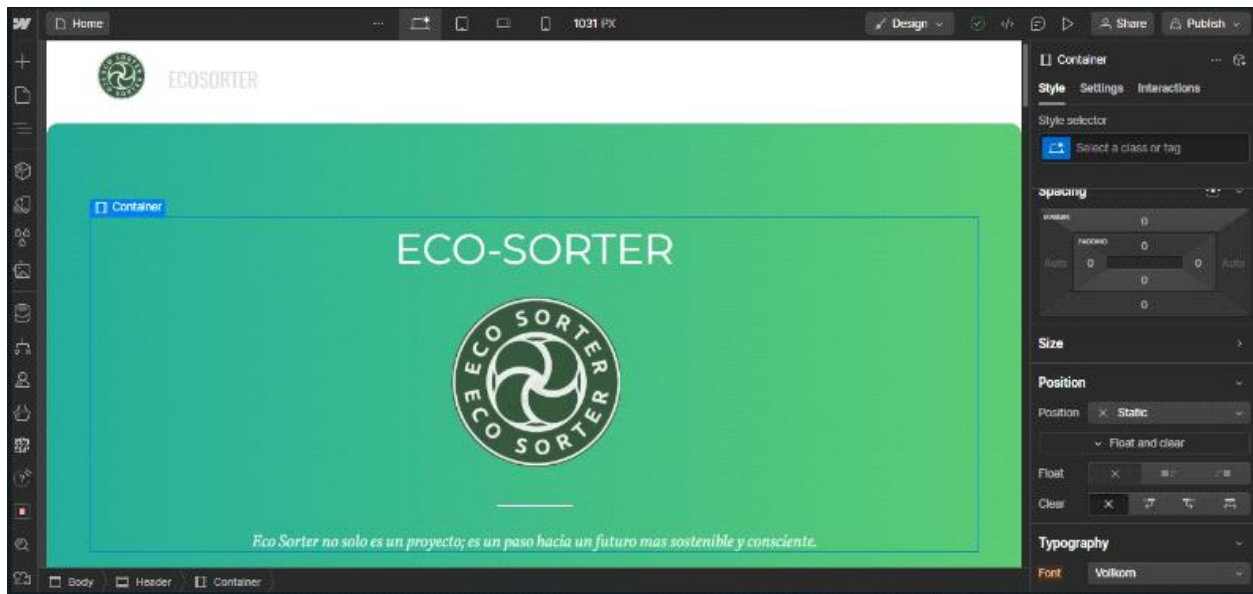 Home
1031 PX
Design
Share
Publish
ECOSORTER
Container
ECO-SORTER
ECO SORTER
ECO SORTER
Eco Sorter no solo es un proyecto; es un paso hacia un futuro mas sostenible y consciente.
Body
Header
Container
Container
Style Settings Interactions
Style selector
Select a class or tag
Spacing
MARGIN
0
PADDING
0
Auto 0 0 Auto
0
0
Size
Position
Position Static
Float and clear
Float
Clear
Typography
Font Vollkorn